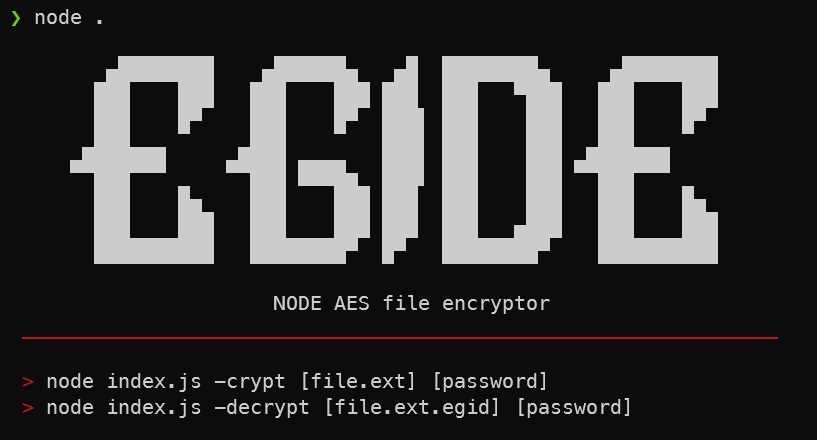 ❯ node .
EGIDE
NODE AES file encryptor
> node index.js -crypt [file.ext] [password]
> node index.js -decrypt [file.ext.egid] [password]